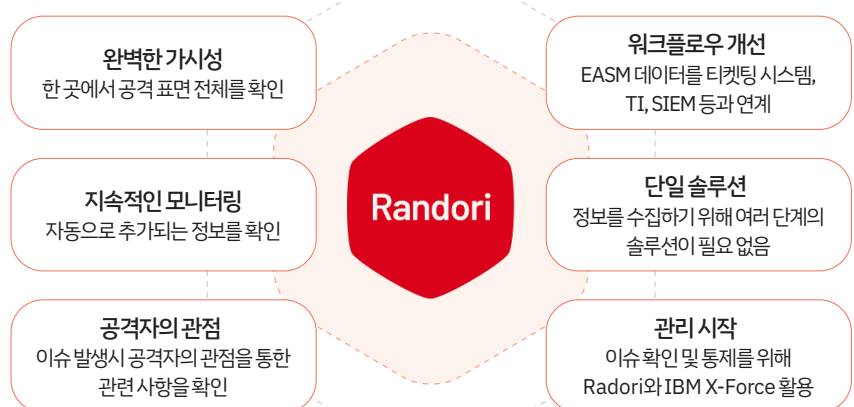 완벽한 가시성
한 곳에서 공격 표면 전체를 확인
지속적인 모니터링
자동으로 추가되는 정보를 확인
공격자의 관점
이슈 발생시 공격자의 관점을 통한
관련 사항을 확인
Randori
워크플로우 개선
EASM 데이터를 티켓팅 시스템,
TI, SIEM 등과 연계
단일 솔루션
정보를 수집하기 위해 여러 단계의
솔루션이 필요 없음
관리 시작
이슈 확인 및 통제를 위해
Radori와 IBM X-Force 활용